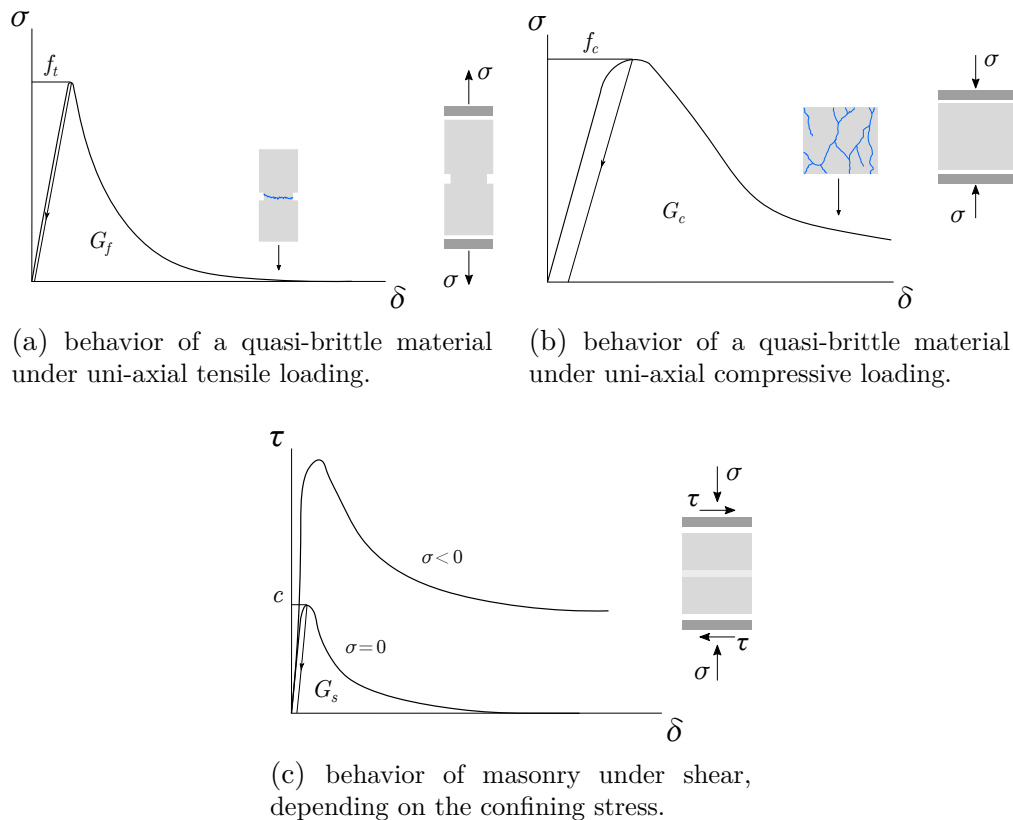 σ
f_t
G_f
δ
σ
σ
σ
f_c
G_c
δ
σ
σ
(a) behavior of a quasi-brittle material
under uni-axial tensile loading.
(b) behavior of a quasi-brittle material
under uni-axial compressive loading.
τ
σ<0
c
σ=0
G_s
δ
σ
τ
τ
σ
(c) behavior of masonry under shear,
depending on the confining stress.